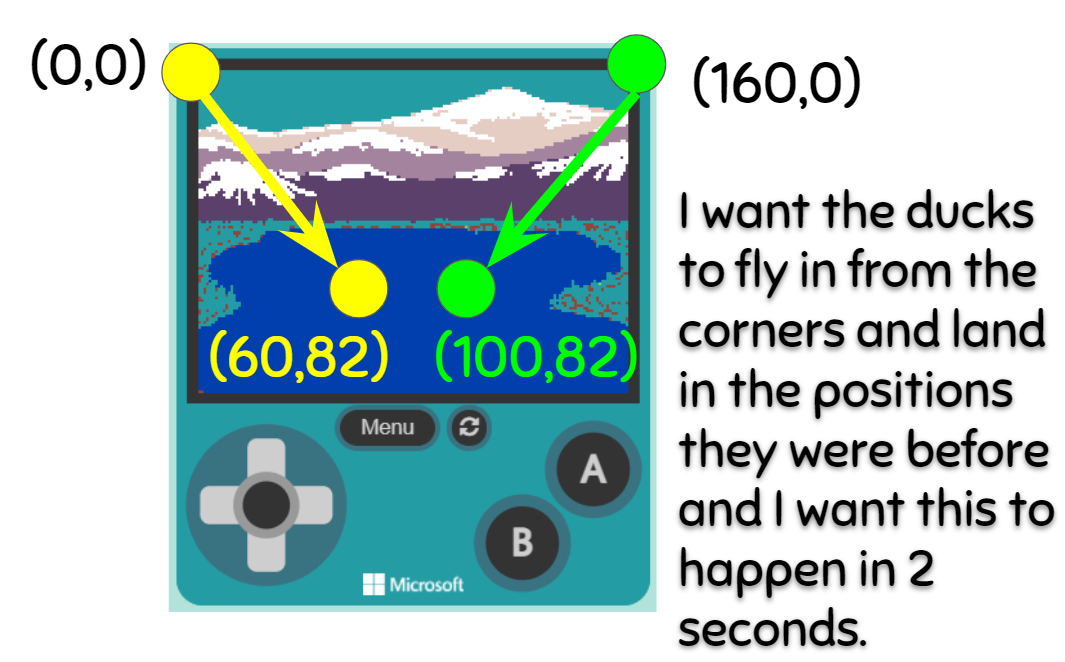 (0,0)
(160,0)
I want the ducks
to fly in from the
corners and land
in the positions
they were before
and I want this to
happen in 2
seconds.
(60,82)
(100,82)
Menu
A
B
Microsoft